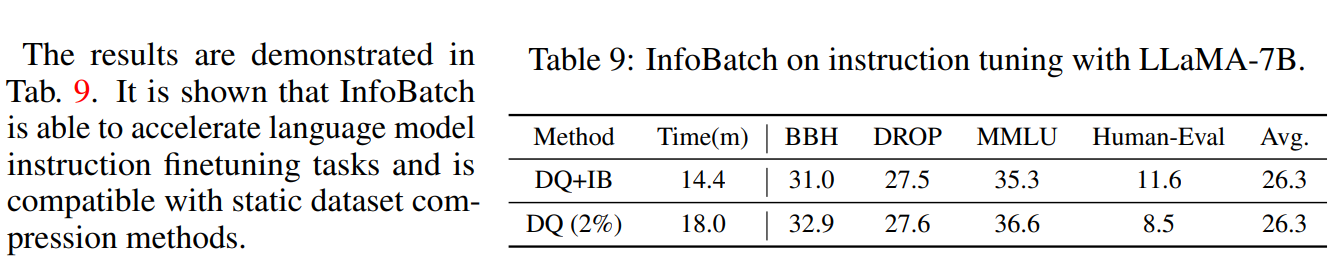 The results are demonstrated in
Tab. 9. It is shown that InfoBatch
is able to accelerate language model
instruction finetuning tasks and is
compatible with static dataset com-
pression methods.
Table 9: InfoBatch on instruction tuning with LLaMA-7B.
Method Time(m) BBH DROP MMLU Human-Eval Avg.
DQ+IB 14.4 31.0 27.5 35.3 11.6 26.3
DQ (2%) 18.0 32.9 27.6 36.6 8.5 26.3